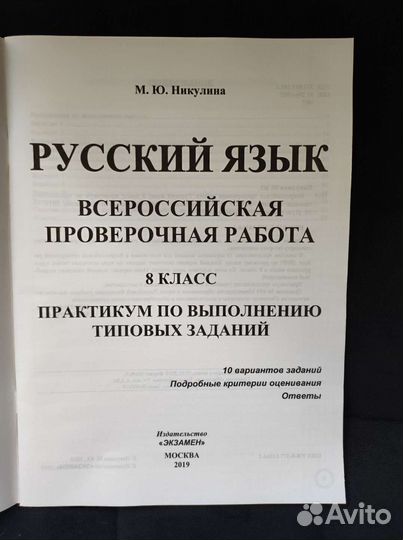 М. Ю. Никулина
РУССКИЙ ЯЗЫК
ВСЕРОССИЙСКАЯ
ПРОВЕРОЧНАЯ РАБОТА
8 КЛАСС
ПРАКТИКУМ ПО ВЫПОЛНЕНИЮ
ТИПОВЫХ ЗАДАНИЙ
10 вариантов заданий
Подробные критерии оценивания
Ответы
Издательство
«ЭКЗАМЕН»
МОСКВА
2019
Avito